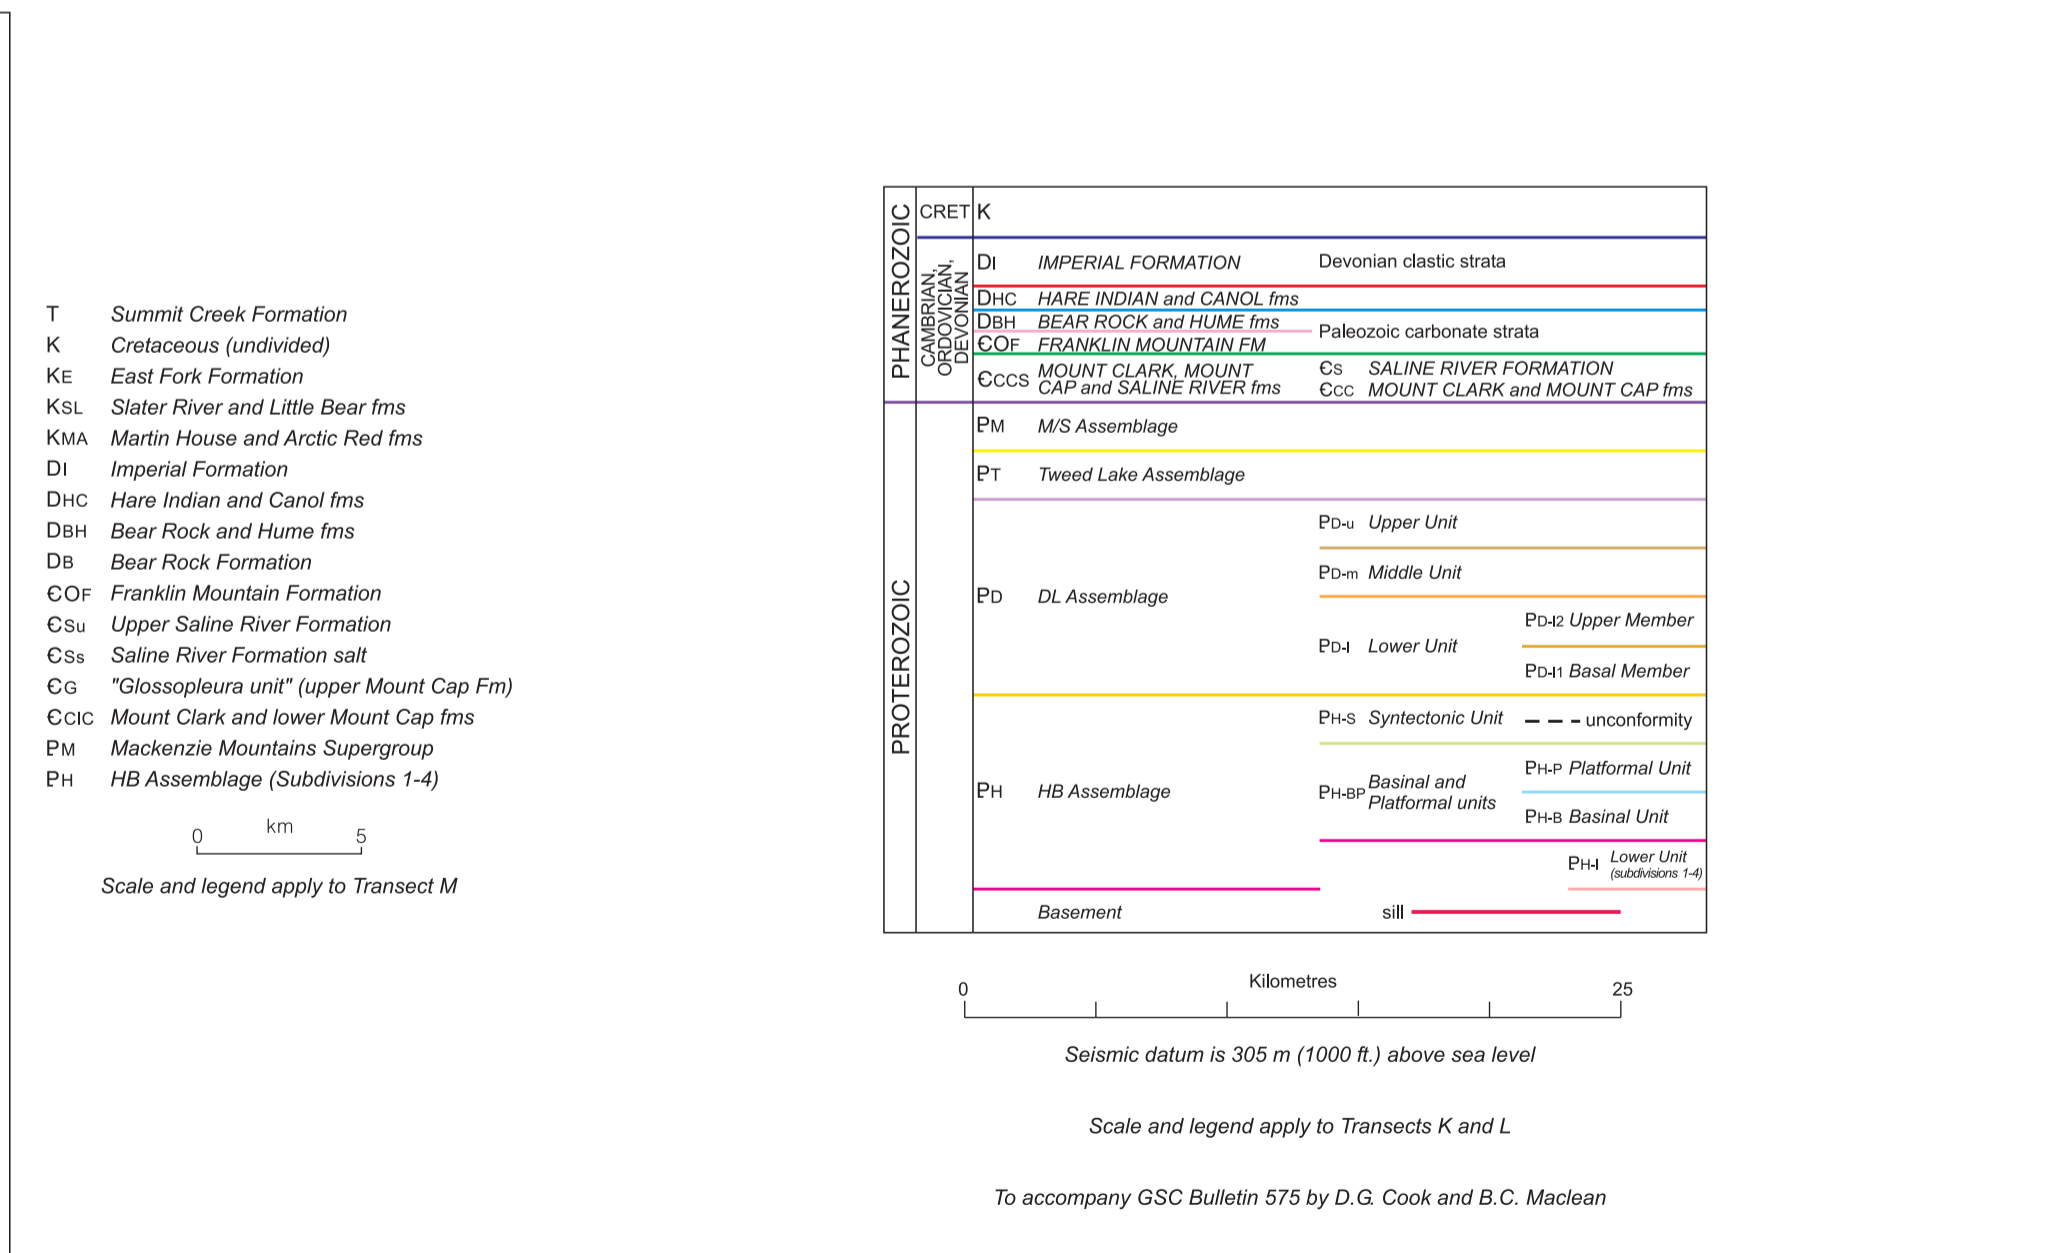 T Summit Creek Formation
K Cretaceous (undivided)
KE East Fork Formation
KSL Slater River and Little Bear fms
KMA Martin House and Arctic Red fms
DI Imperial Formation
DHC Hare Indian and Canol fms
DBH Bear Rock and Hume fms
DB Bear Rock Formation
ЄOF Franklin Mountain Formation
ЄSu Upper Saline River Formation
ЄSs Saline River Formation salt
ЄG "Glossopleura unit" (upper Mount Cap Fm)
ЄCIC Mount Clark and lower Mount Cap fms
PM Mackenzie Mountains Supergroup
PH HB Assemblage (Subdivisions 1-4)
0 km 5
Scale and legend apply to Transect M
PHANEROZOIC
CRET K
CAMBRIAN,
ORDOVICIAN,
DEVONIAN
DI IMPERIAL FORMATION Devonian clastic strata
DHC HARE INDIAN and CANOL fms
DBH BEAR ROCK and HUME fms
Paleozoic carbonate strata
ЄOF FRANKLIN MOUNTAIN FM
ЄCCS MOUNT CLARK, MOUNT
CAP and SALINE RIVER fms
ЄS SALINE RIVER FORMATION
ЄCC MOUNT CLARK and MOUNT CAP fms
PROTEROZOIC
PM M/S Assemblage
PT Tweed Lake Assemblage
PD DL Assemblage
PD-u Upper Unit
PD-m Middle Unit
PD-l Lower Unit
PD-l2 Upper Member
PD-l1 Basal Member
PH HB Assemblage
PH-S Syntectonic Unit unconformity
PH-BP Basinal and
Platformal units
PH-P Platformal Unit
PH-B Basinal Unit
PH-l Lower Unit
(subdivisions 1-4)
Basement sill
Kilometres
0 25
Seismic datum is 305 m (1000 ft.) above sea level
Scale and legend apply to Transects K and L
To accompany GSC Bulletin 575 by D.G. Cook and B.C. Maclean